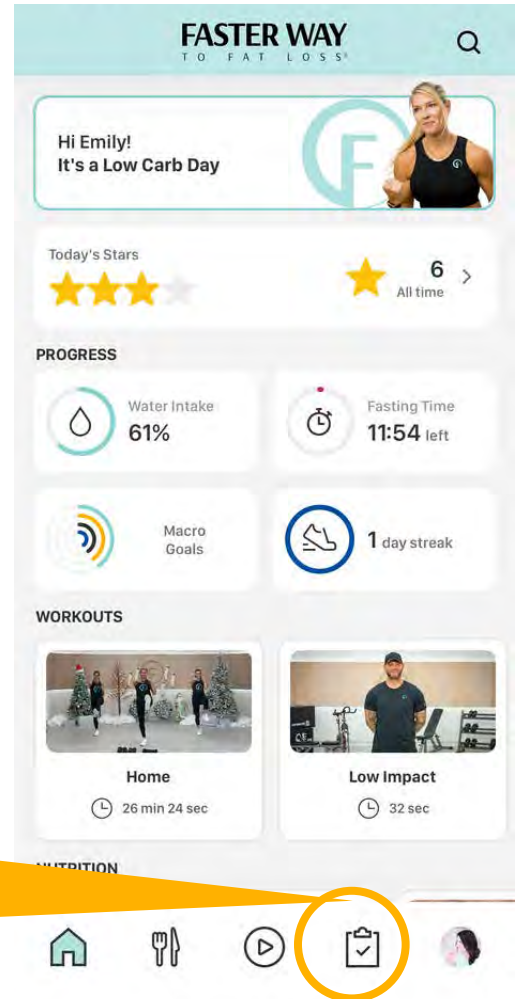 FASTER WAY
TO FAT LOSS®
Hi Emily!
It's a Low Carb Day
Today's Stars
6
All time
PROGRESS
Water Intake
61%
Fasting Time
11:54 left
Macro
Goals
1 day streak
WORKOUTS
Home
26 min 24 sec
Low Impact
32 sec
NUTRITION